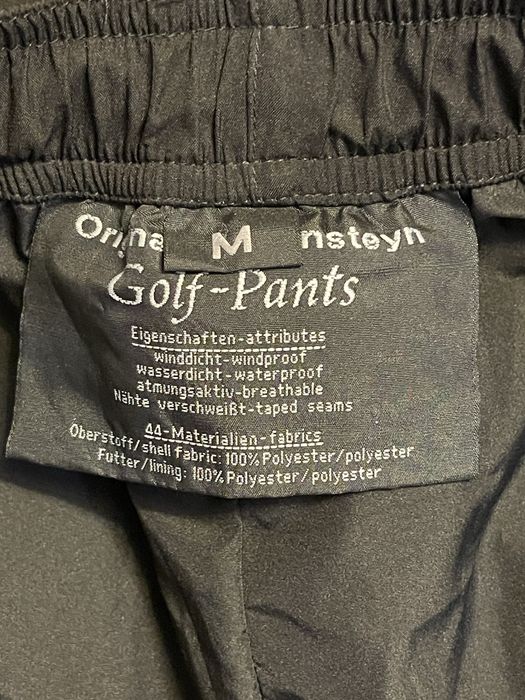 M
nsteyn
Golf-Pants
Eigenschaften-attributes
winddicht-windproof
wasserdicht-waterproof
atmungsaktiv-breathable
Nähte verschweißt-taped seams
44-Materialien-fabrics
Oberstoff/shell fabric: 100% Polyester/polyester
Futter/lining: 100% Polyester/polyester